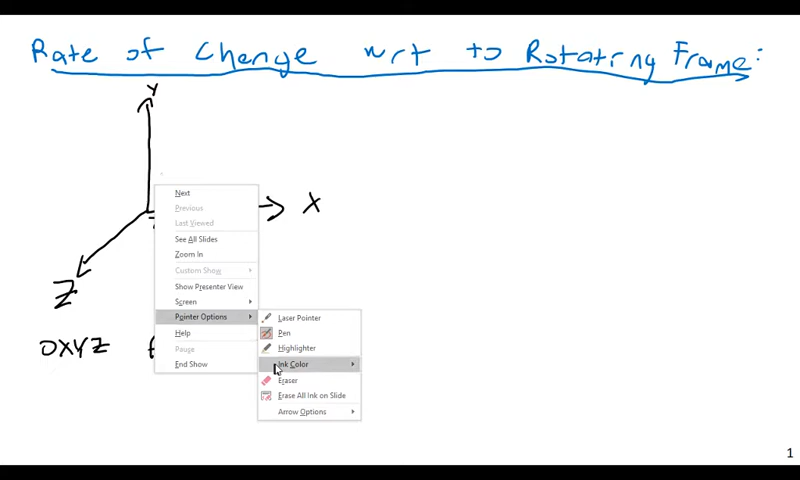 Rate of Change wrt to Rotating Frame:
Y
X
Z
OXYZ
Next
Previous
Last Viewed
See All Slides
Zoom In
Custom Show
Show Presenter View
Screen
Pointer Options
Help
Pause
End Show
Laser Pointer
Pen
Highlighter
Ink Color
Eraser
Erase All Ink on Slide
Arrow Options
1